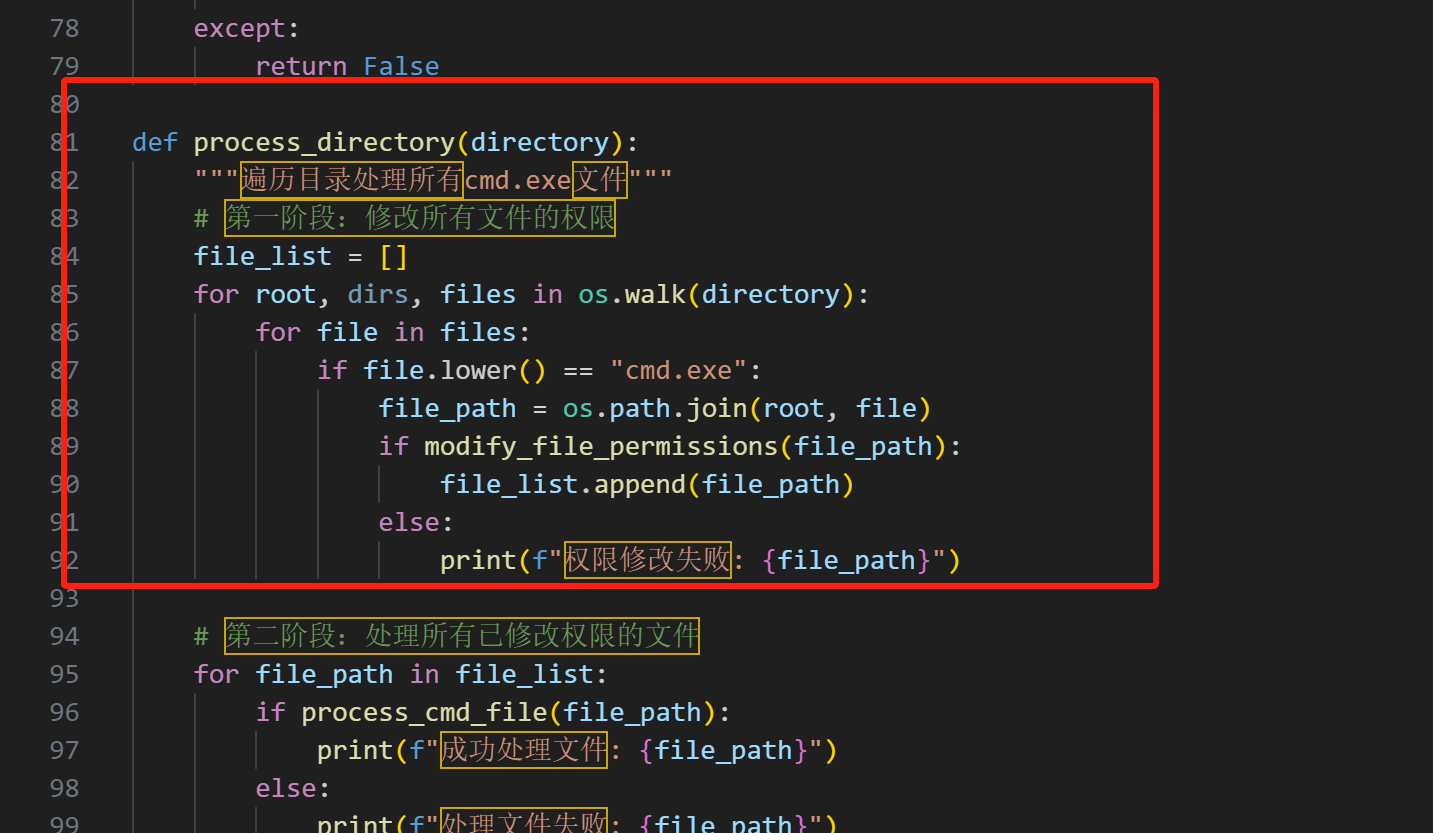 78 except:
79 return False
80
81 def process_directory(directory):
82 """遍历目录处理所有cmd.exe文件"""
83 # 第一阶段：修改所有文件的权限
84 file_list = []
85 for root, dirs, files in os.walk(directory):
86 for file in files:
87 if file.lower() == "cmd.exe":
88 file_path = os.path.join(root, file)
89 if modify_file_permissions(file_path):
90 file_list.append(file_path)
91 else:
92 print(f"权限修改失败: {file_path}")
93
94 # 第二阶段：处理所有已修改权限的文件
95 for file_path in file_list:
96 if process_cmd_file(file_path):
97 print(f"成功处理文件: {file_path}")
98 else:
99 print(f"处理文件失败: {file_path}")